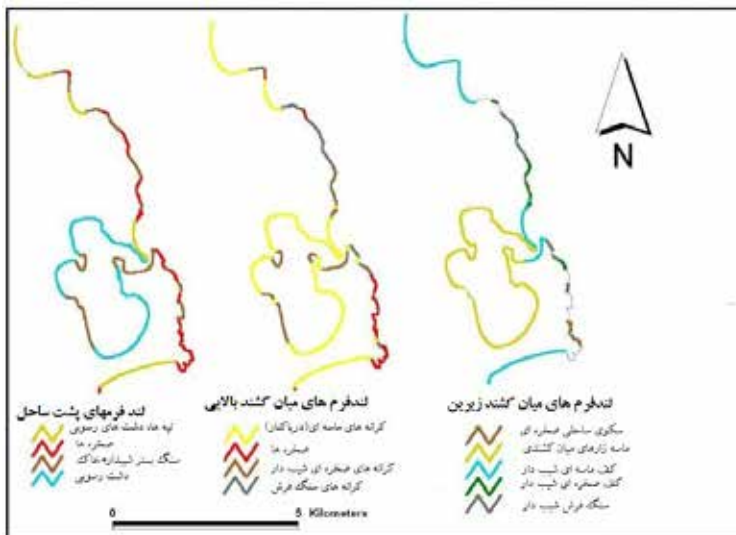 N
لندفرمهای پشت ساحل
تپه ها، دشت های رسوبی
صخره ها
سنگ بستر شیبدار+خاک
دشت رسوبی
لندفرم های میان کشند بالایی
کرانه های ماسه ای(دریاکنار)
صخره ها
کرانه های صخره ای شیب دار
کرانه های سنگ فرش
لندفرم های میان کشند زیرین
سکوی ساحلی صخره ای
ماسه زارهای میان کشندی
کف ماسه ای شیب دار
کف صخره ای شیب دار
سنگ فرش شیب دار
0 5 Kilometers